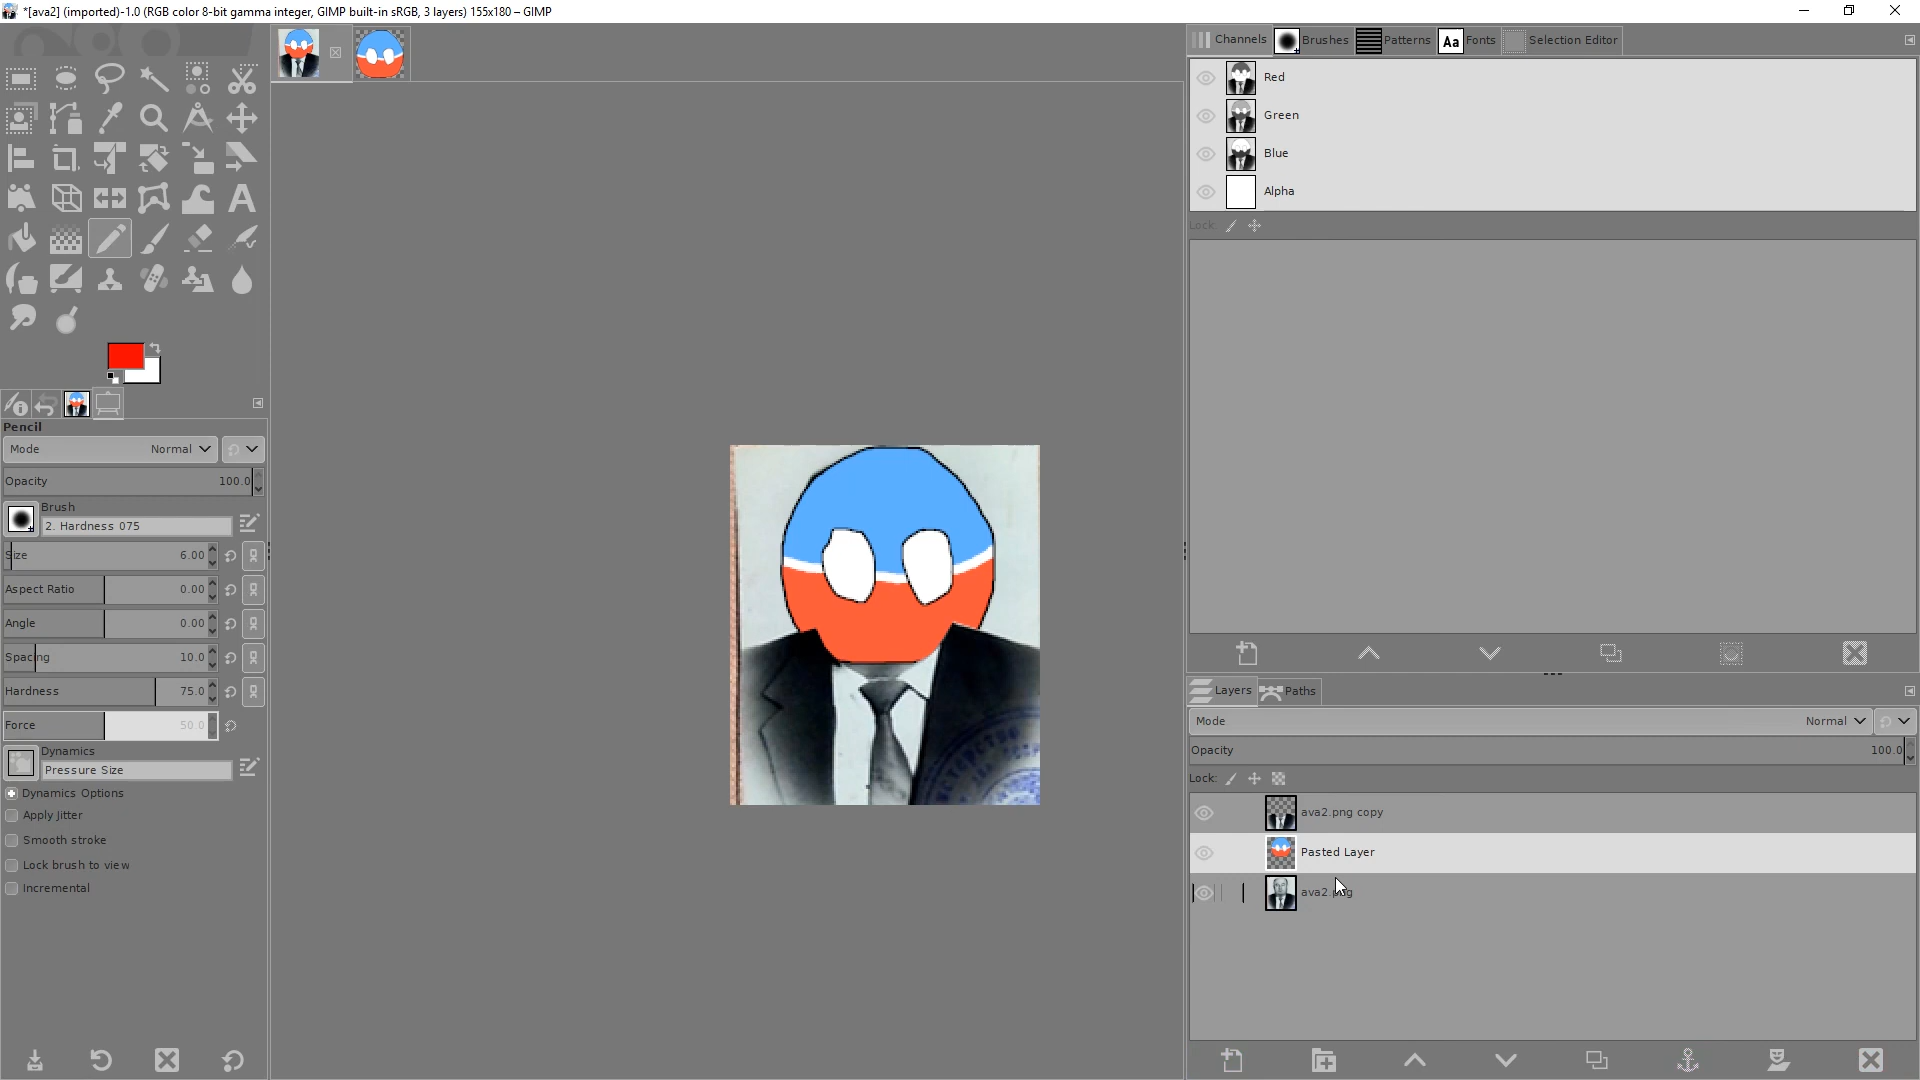 *[ava2] (imported)-1.0 (RGB color 8-bit gamma integer, GIMP built-in sRGB, 3 layers) 155x180 – GIMP
Channels
Brushes
Patterns
Aa
Fonts
Selection Editor
Red
Green
Blue
Alpha
Lock:
A
Pencil
Mode
Normal
Opacity
100.0
Brush
2. Hardness 075
Size
6.00
Aspect Ratio
0.00
Angle
0.00
Spacing
10.0
Hardness
75.0
Force
50.0
Dynamics
Pressure Size
Dynamics Options
Apply Jitter
Smooth stroke
Lock brush to view
Incremental
Layers
Paths
Mode
Normal
Opacity
100.0
Lock:
ava2.png copy
Pasted Layer
ava2.png